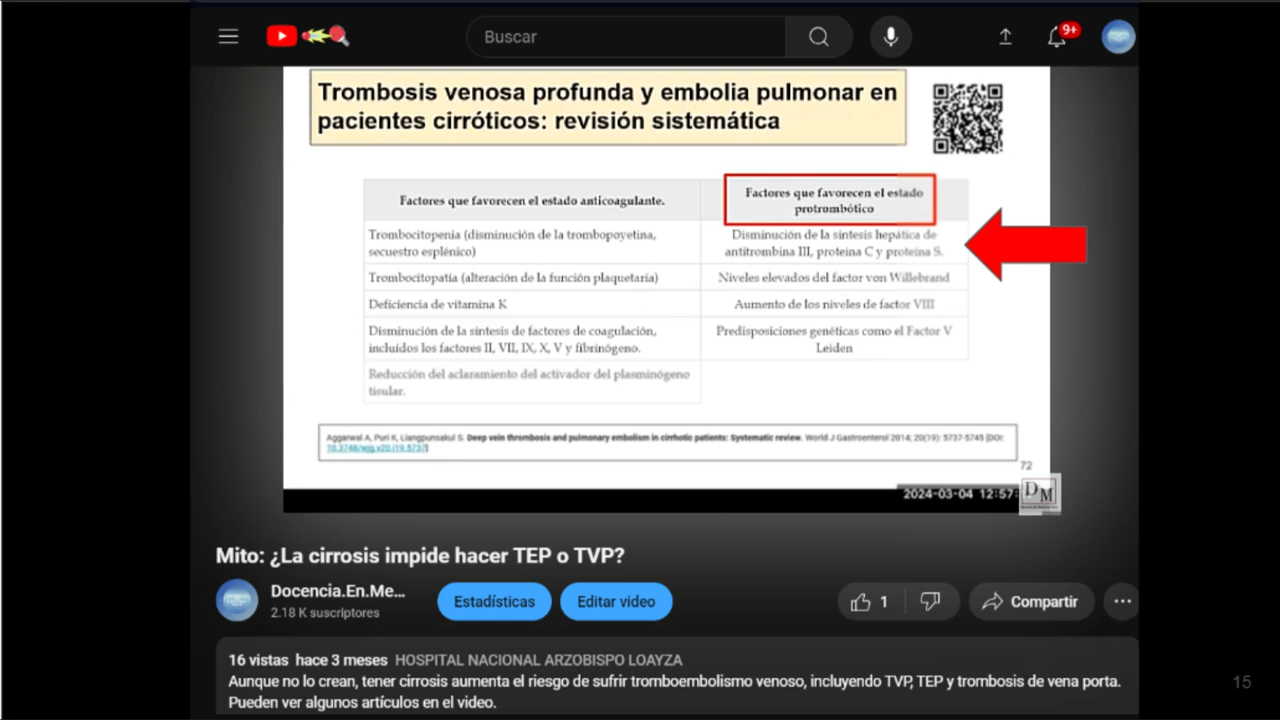 Buscar
9+
Trombosis venosa profunda y embolia pulmonar en
pacientes cirróticos: revisión sistemática
Factores que favorecen el estado anticoagulante.
Factores que favorecen el estado
protrombótico
Trombocitopenia (disminución de la trombopoyetina,
secuestro esplénico)
Disminución de la síntesis hepática de
antitrombina III, proteína C y proteína S.
Trombocitopatía (alteración de la función plaquetaria)
Niveles elevados del factor von Willebrand
Deficiencia de vitamina K
Aumento de los niveles de factor VIII
Disminución de la síntesis de factores de coagulación,
incluidos los factores II, VII, IX, X, V y fibrinógeno.
Predisposiciones genéticas como el Factor V
Leiden
Reducción del aclaramiento del activador del plasminógeno
tisular.
Aggarwal A, Puri K, Liangpunsakul S. Deep vein thrombosis and pulmonary embolism in cirrhotic patients: Systematic review. World J Gastroenterol 2014; 20(19): 5737-5745 [DOI:
10.3748/wjg.v20.i19.5737]
72
2024-03-04 12:57:
DM
Mito: ¿La cirrosis impide hacer TEP o TVP?
Docencia.En.Me...
2.18 K suscriptores
Estadísticas
Editar video
1
Compartir
16 vistas hace 3 meses HOSPITAL NACIONAL ARZOBISPO LOAYZA
Aunque no lo crean, tener cirrosis aumenta el riesgo de sufrir tromboembolismo venoso, incluyendo TVP, TEP y trombosis de vena porta.
Pueden ver algunos artículos en el video.
15